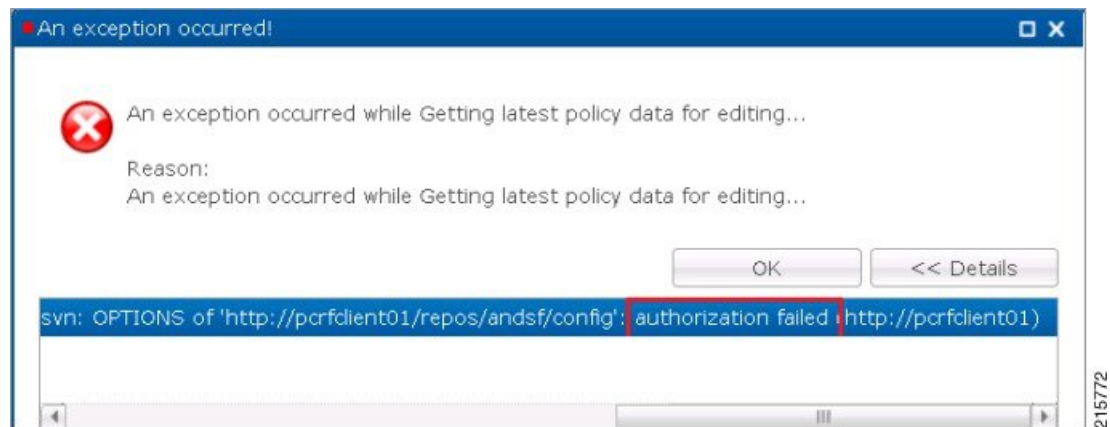 An exception occurred!
An exception occurred while Getting latest policy data for editing...
Reason:
An exception occurred while Getting latest policy data for editing...
OK
<< Details
svn: OPTIONS of 'http://pcrfclient01/repos/andsf/config': authorization failed (http://pcrfclient01)
215772